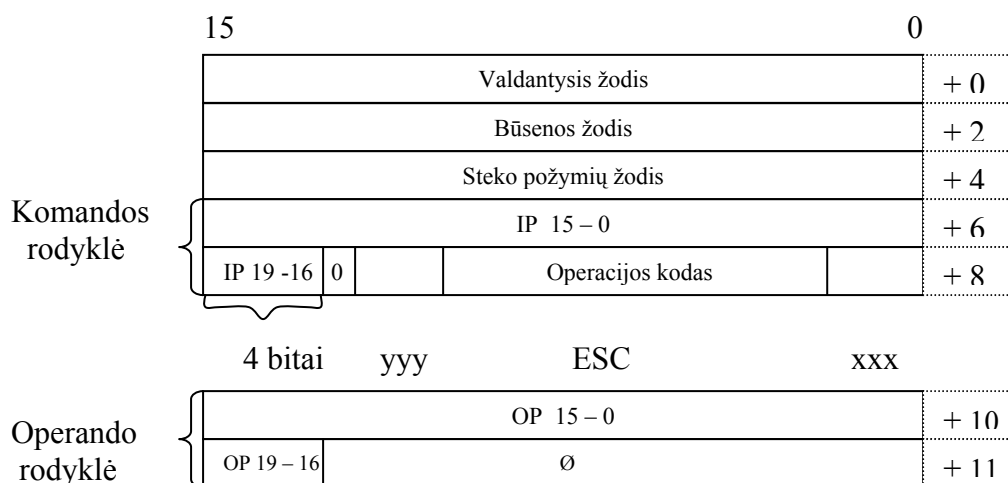 15 0
Valdantysis žodis + 0
Būsenos žodis + 2
Steko požymių žodis + 4
Komandos rodyklė
IP 15 – 0 + 6
IP 19 -16 0 Operacijos kodas + 8
4 bitai yyy ESC xxx
Operando rodyklė
OP 15 – 0 + 10
OP 19 – 16 Ø + 11